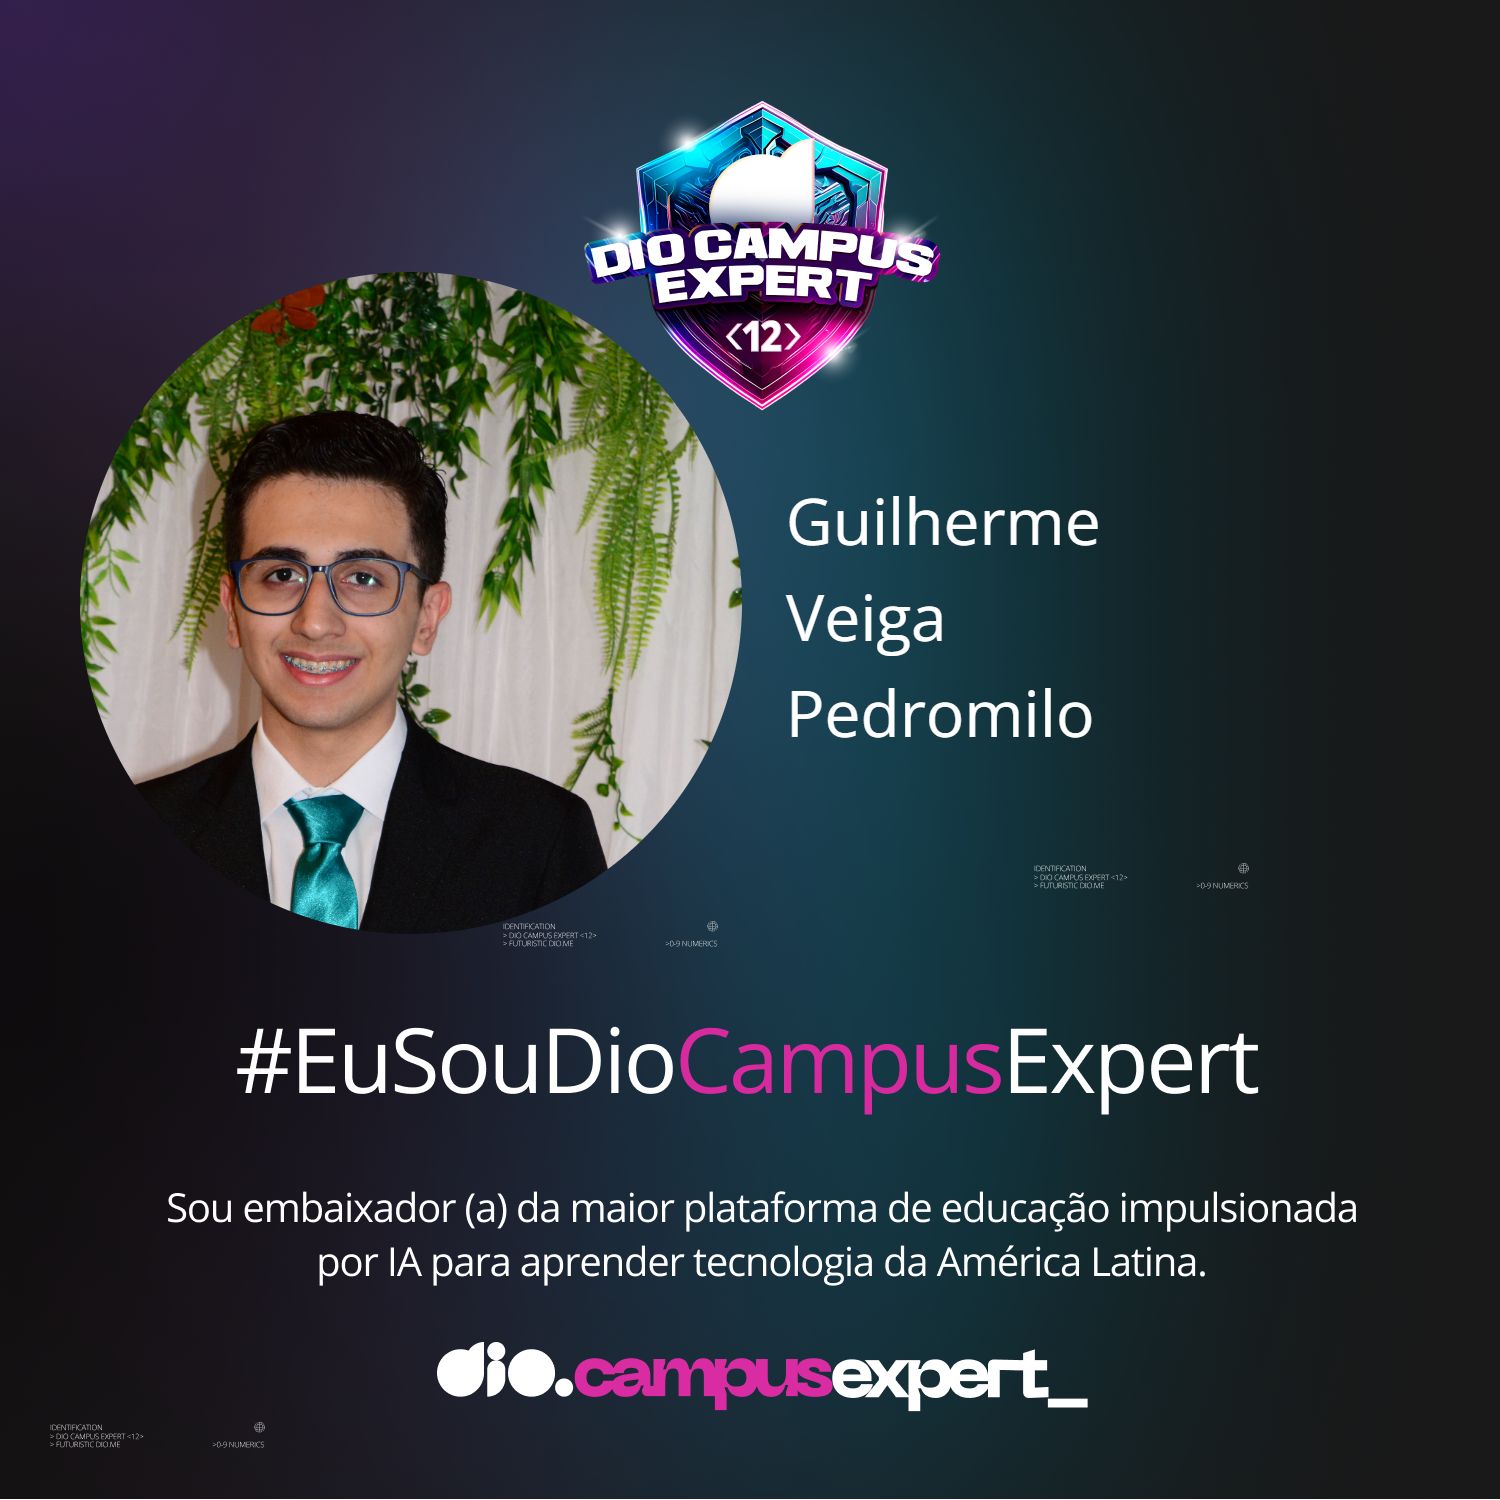 DIO CAMPUS
EXPERT
<12>
Guilherme
Veiga
Pedromilo
IDENTIFICATION
> DIO CAMPUS EXPERT <12>
> FUTURISTIC DIO.ME
>0-9 NUMERICS
IDENTIFICATION
> DIO CAMPUS EXPERT <12>
> FUTURISTIC DIO.ME
>0-9 NUMERICS
#EuSouDioCampusExpert
Sou embaixador (a) da maior plataforma de educação impulsionada
por IA para aprender tecnologia da América Latina.
dio.campusexpert_
IDENTIFICATION
> DIO CAMPUS EXPERT <12>
> FUTURISTIC DIO.ME
>0-9 NUMERICS